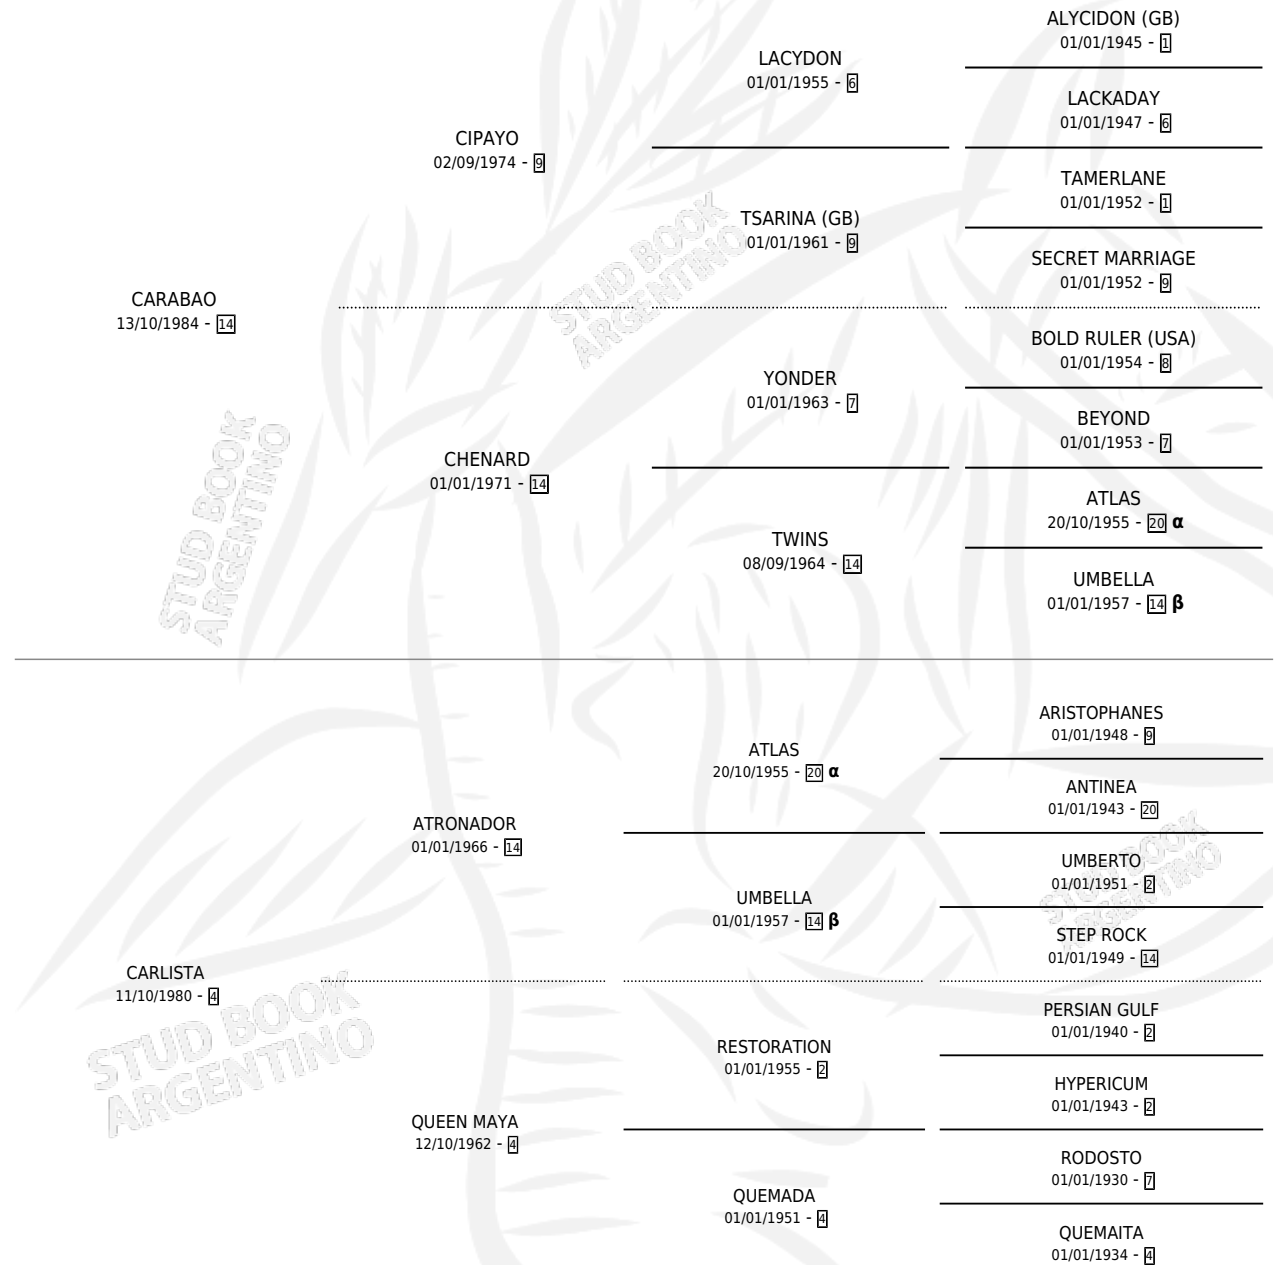 ALYCIDON (GB)
01/01/1945 - 1
LACYDON
01/01/1955 - 6
LACKADAY
01/01/1947 - 6
CIPAYO
02/09/1974 - 9
TAMERLANE
01/01/1952 - 1
TSARINA (GB)
01/01/1961 - 9
SECRET MARRIAGE
01/01/1952 - 9
CARABAO
13/10/1984 - 14
BOLD RULER (USA)
01/01/1954 - 8
YONDER
01/01/1963 - 7
BEYOND
01/01/1953 - 7
CHENARD
01/01/1971 - 14
ATLAS
20/10/1955 - 20 α
TWINS
08/09/1964 - 14
UMBELLA
01/01/1957 - 14 β
ARISTOPHANES
01/01/1948 - 9
ATLAS
20/10/1955 - 20 α
ANTINEA
01/01/1943 - 20
ATRONADOR
01/01/1966 - 14
UMBERTO
01/01/1951 - 2
UMBELLA
01/01/1957 - 14 β
STEP ROCK
01/01/1949 - 14
CARLISTA
11/10/1980 - 4
PERSIAN GULF
01/01/1940 - 2
RESTORATION
01/01/1955 - 2
HYPERICUM
01/01/1943 - 2
QUEEN MAYA
12/10/1962 - 4
RODOSTO
01/01/1930 - 7
QUEMADA
01/01/1951 - 4
QUEMAITA
01/01/1934 - 4
STUD BOOK
ARGENTINO
STUD BOOK
ARGENTINO
STUD BOOK
ARGENTINO
STUD BOOK
ARGENTINO